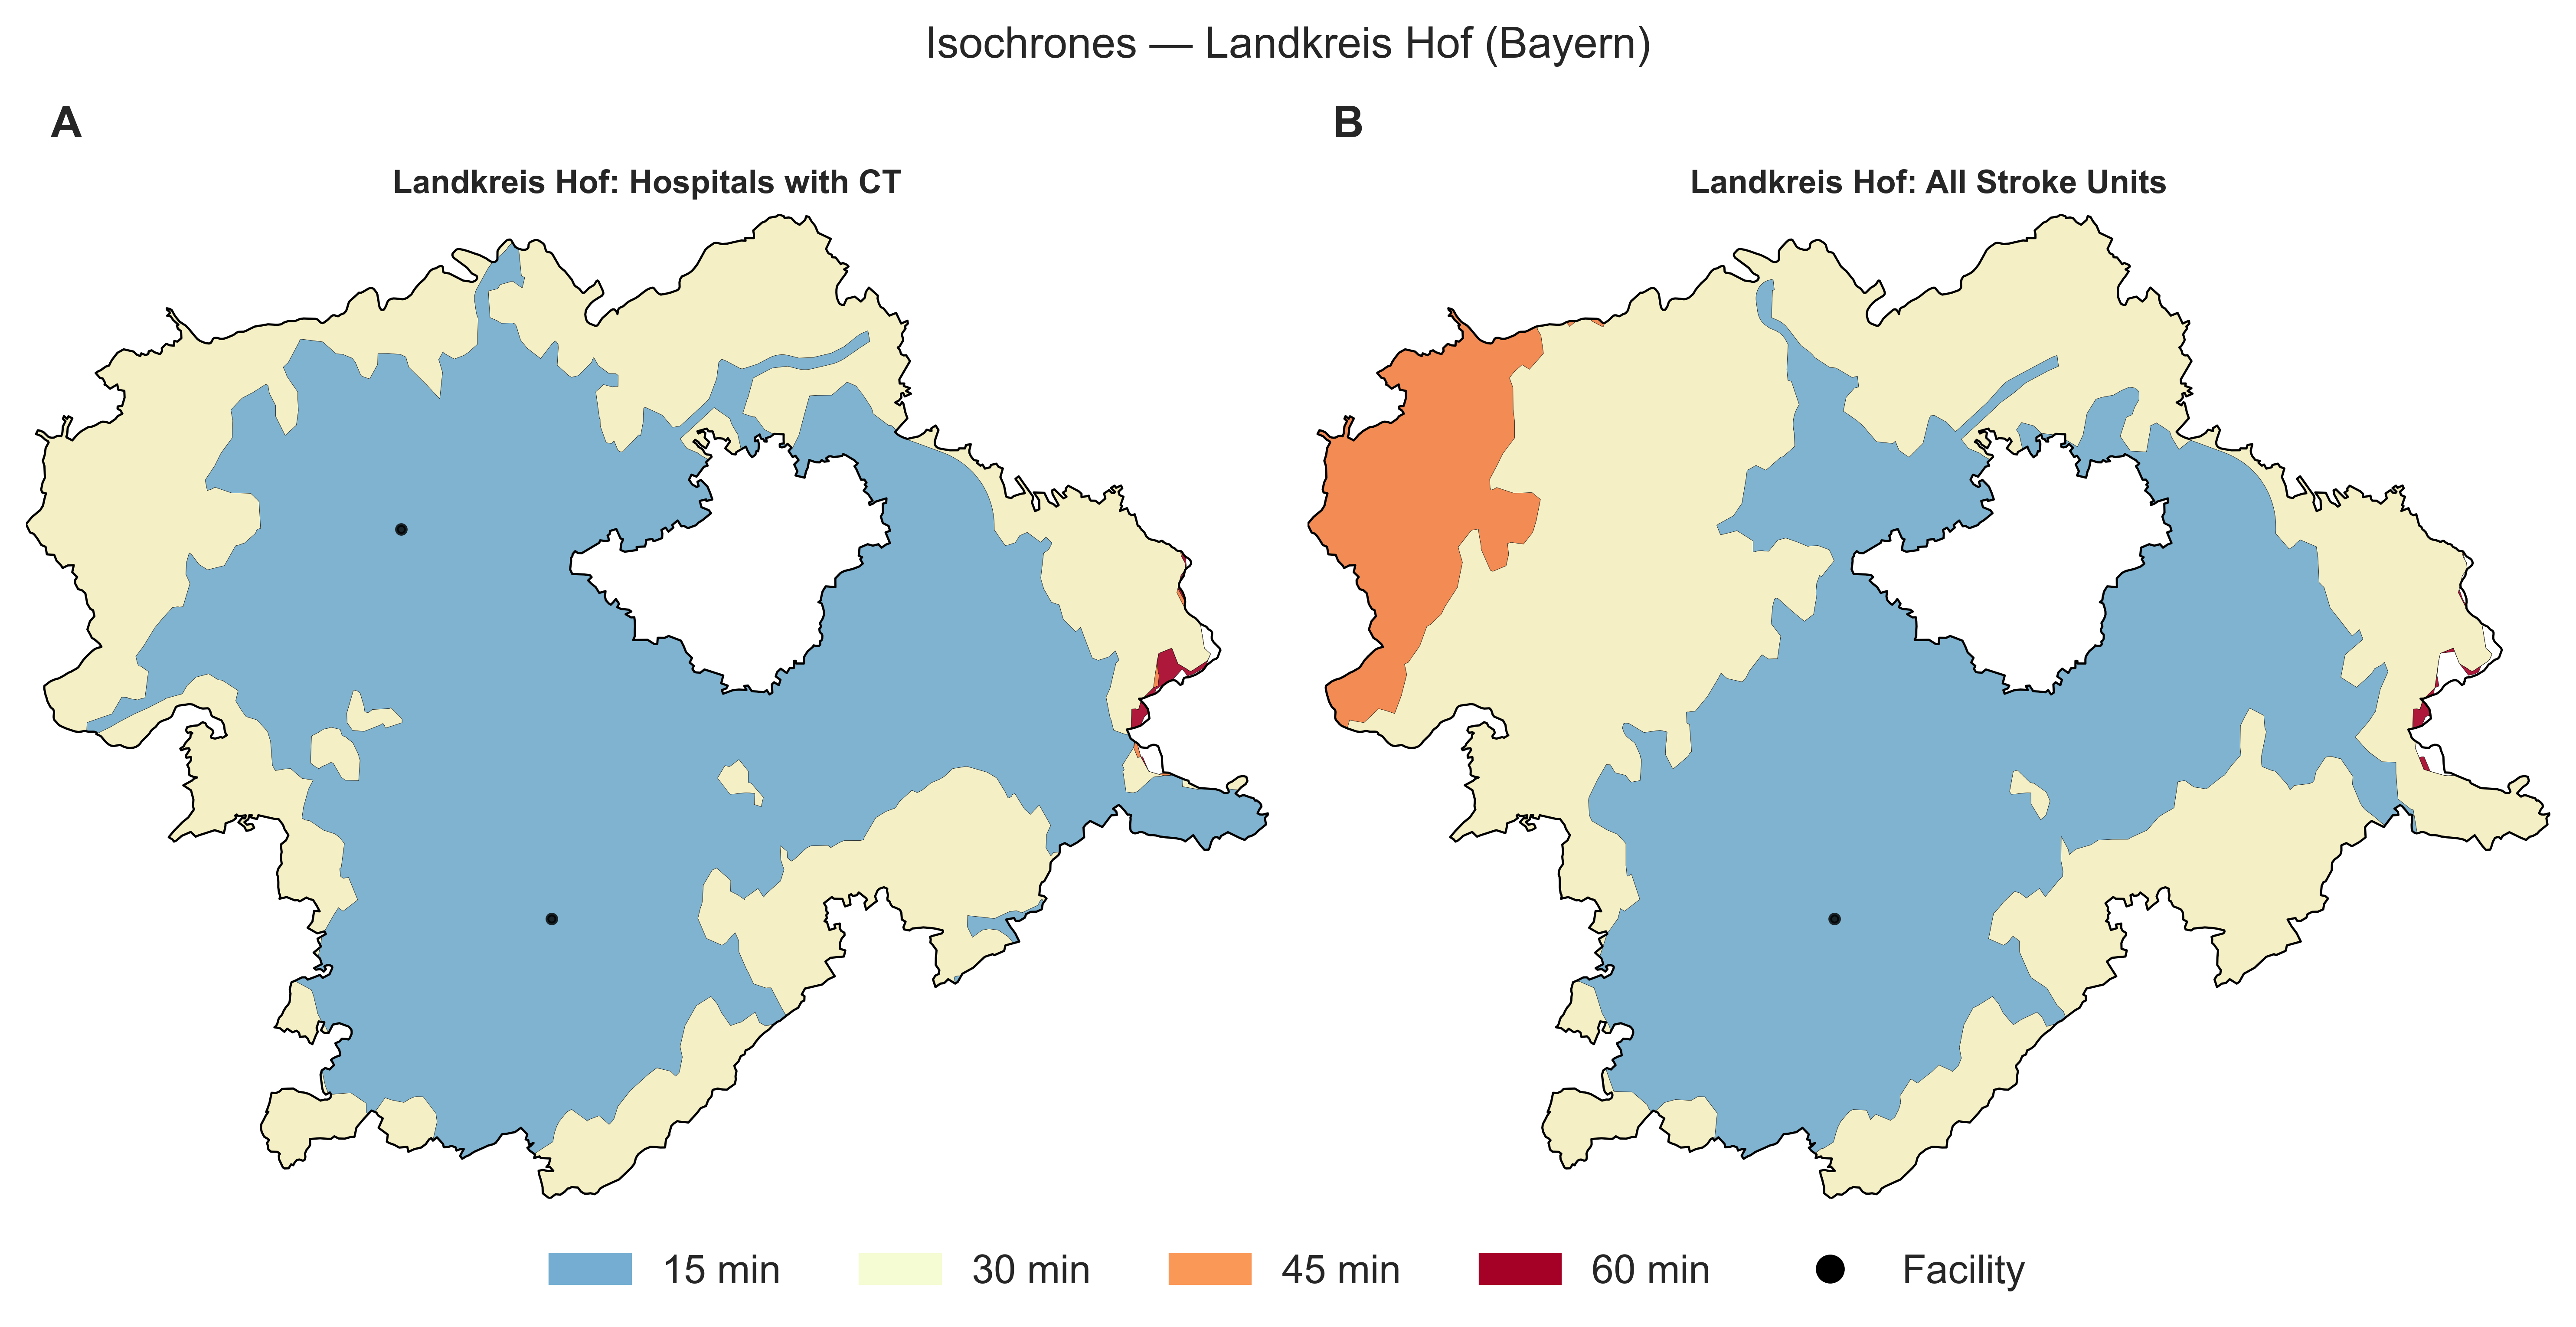 Isochrones — Landkreis Hof (Bayern)
A
Landkreis Hof: Hospitals with CT
B
Landkreis Hof: All Stroke Units
15 min
30 min
45 min
60 min
Facility